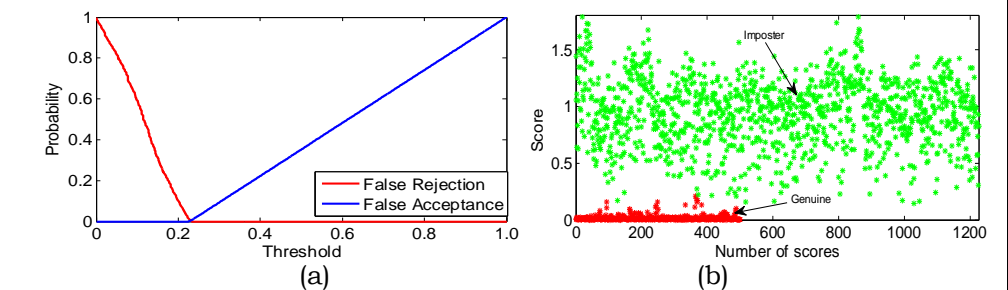 1
0.8
0.6
0.4
0.2
0
Probability
0 0.2 0.4 0.6 0.8 1.0
Threshold
False Rejection
False Acceptance
(a)
1.5
1
0.5
0
Score
Imposter
Genuine
0 200 400 600 800 1000 1200
Number of scores
(b)